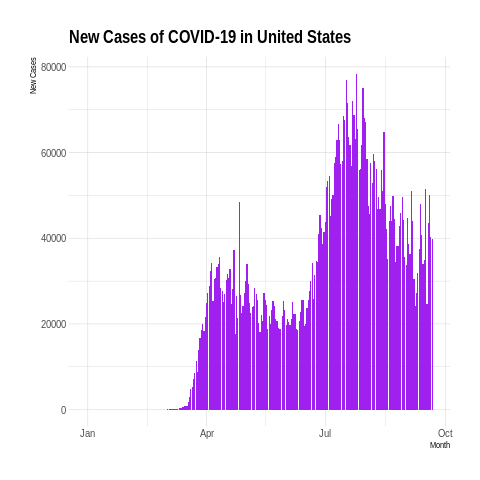 New Cases of COVID-19 in United States
New Cases
80000
60000
40000
20000
0
Jan Apr Jul Oct
Month